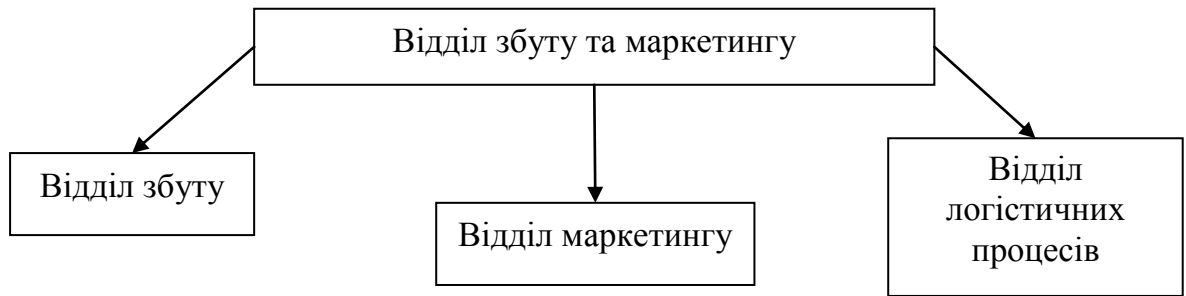 Відділ збуту та маркетингу
Відділ збуту
Відділ маркетингу
Відділ
логістичних
процесів